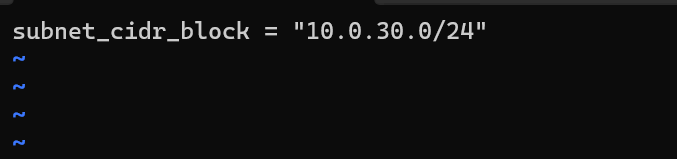 subnet_cidr_block = "10.0.30.0/24"
~
~
~
~